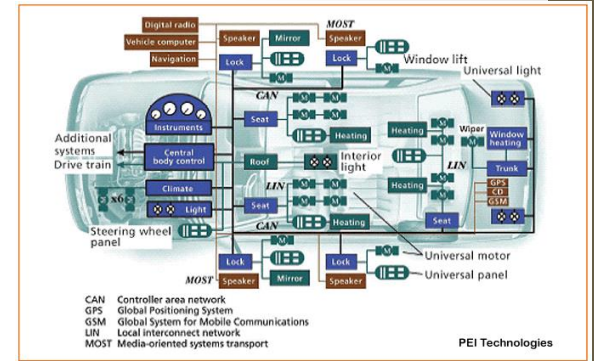 Digital radio
MOST
Vehicle computer
Speaker
Mirror
Speaker
Navigation
Lock
Lock
Window lift
M
M
Universal light
CAN
M M
Seat
M M
Instruments
Heating
Heating
M
M
Wiper
M
Window
heating
Additional
systems
Drive train
Central
body control
Roof
Interior
light
LIN
Trunk
Climate
LIN
M M
Heating
M
M
GPS
CD
GSM
x6
Light
Seat
M M
CAN
Heating
Seat
Steering wheel
panel
M
Universal motor
Lock
Lock
M
Universal panel
MOST
Speaker
Mirror
Speaker
CAN Controller area network
GPS Global Positioning System
GSM Global System for Mobile Communications
LIN Local interconnect network
MOST Media-oriented systems transport
PEI Technologies